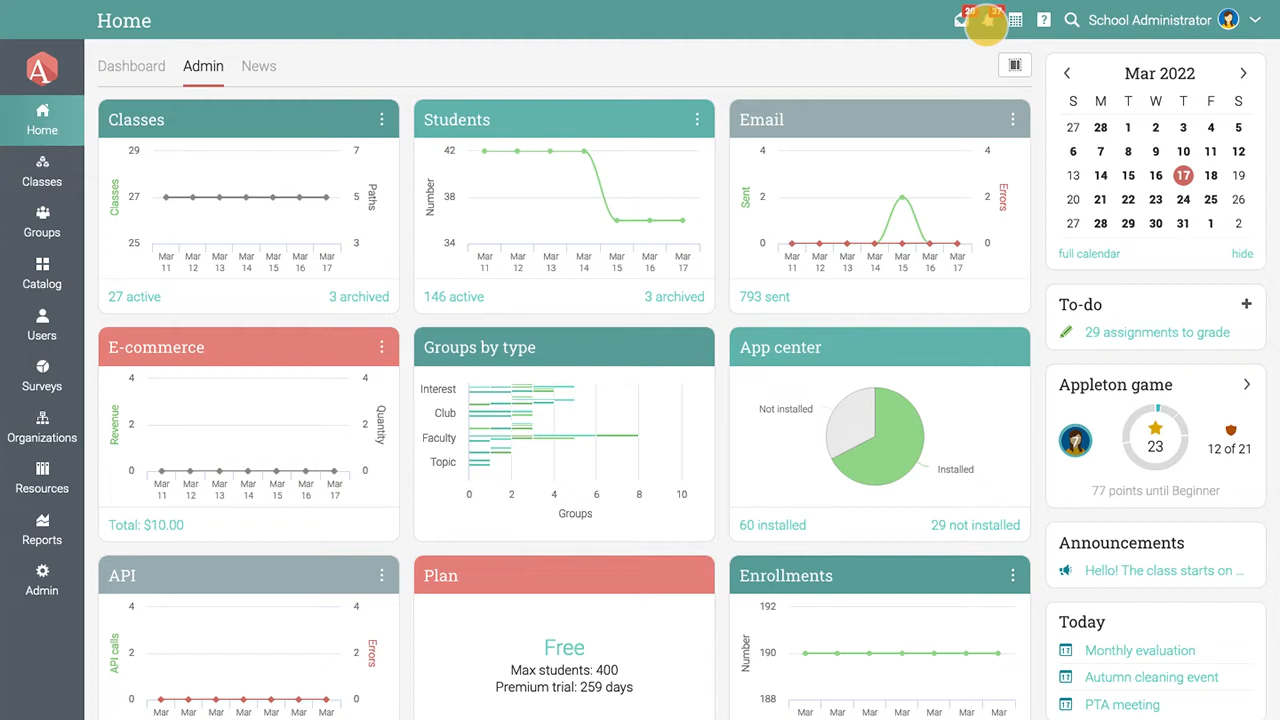 Home
20
37
?
School Administrator
A
Home
Classes
Groups
Catalog
Users
Surveys
Organizations
Resources
Reports
Admin
Dashboard
Admin
News
Classes
29
27
25
7
5
3
Classes
Paths
Mar 11
Mar 12
Mar 13
Mar 14
Mar 15
Mar 16
Mar 17
27 active
3 archived
Students
42
38
34
Number
Mar 11
Mar 12
Mar 13
Mar 14
Mar 15
Mar 16
Mar 17
146 active
3 archived
Email
4
2
0
4
2
0
Sent
Errors
Mar 11
Mar 12
Mar 13
Mar 14
Mar 15
Mar 16
Mar 17
793 sent
E-commerce
4
2
0
4
2
0
Revenue
Quantity
Mar 11
Mar 12
Mar 13
Mar 14
Mar 15
Mar 16
Mar 17
Total: $10.00
Groups by type
Interest
Club
Faculty
Topic
0 2 4 6 8 10
Groups
App center
Not installed
Installed
60 installed
29 not installed
API
4
2
0
4
2
0
API calls
Errors
Mar Mar Mar Mar Mar Mar Mar
Plan
Free
Max students: 400
Premium trial: 259 days
Enrollments
192
190
188
Number
Mar Mar Mar Mar Mar Mar Mar
Mar 2022
S M T W T F S
27 28 1 2 3 4 5
6 7 8 9 10 11 12
13 14 15 16 17 18 19
20 21 22 23 24 25 26
27 28 29 30 31 1 2
full calendar
hide
To-do
29 assignments to grade
Appleton game
23
12 of 21
77 points until Beginner
Announcements
Hello! The class starts on ...
Today
17 Monthly evaluation
17 Autumn cleaning event
17 PTA meeting